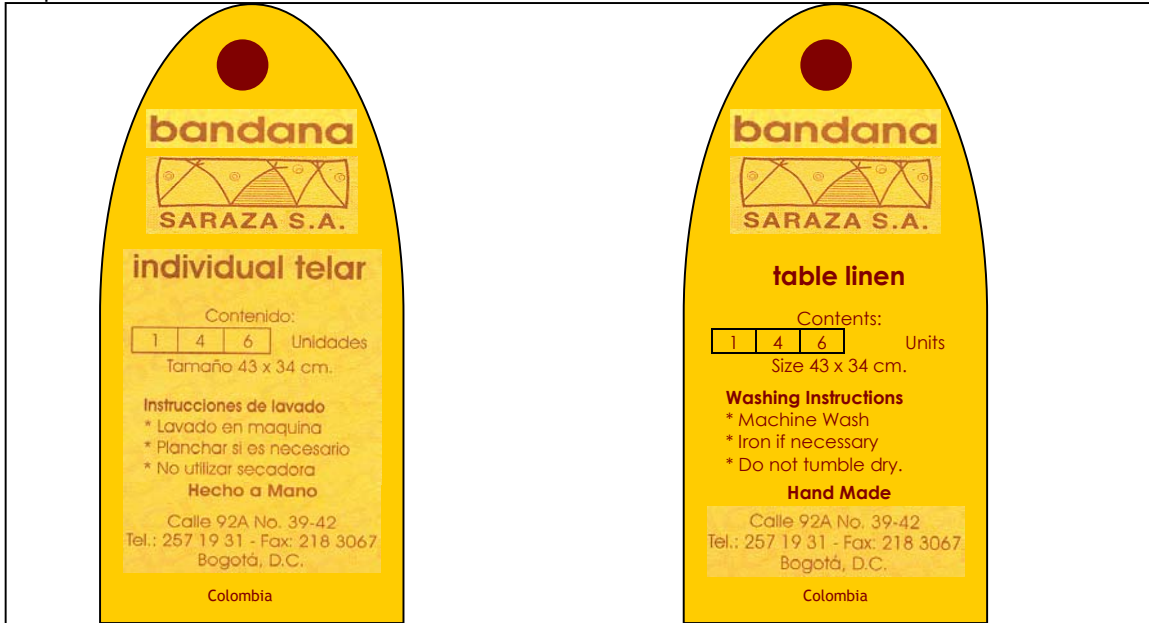 bandana
SARAZA S.A.
individual telar
Contenido:
1 4 6 Unidades
Tamaño 43 x 34 cm.
Instrucciones de lavado
* Lavado en maquina
* Planchar si es necesario
* No utilizar secadora
Hecho a Mano
Calle 92A No. 39-42
Tel.: 257 19 31 - Fax: 218 3067
Bogotá, D.C.
Colombia
bandana
SARAZA S.A.
table linen
Contents:
1 4 6 Units
Size 43 x 34 cm.
Washing Instructions
* Machine Wash
* Iron if necessary
* Do not tumble dry.
Hand Made
Calle 92A No. 39-42
Tel.: 257 19 31 - Fax: 218 3067
Bogotá, D.C.
Colombia